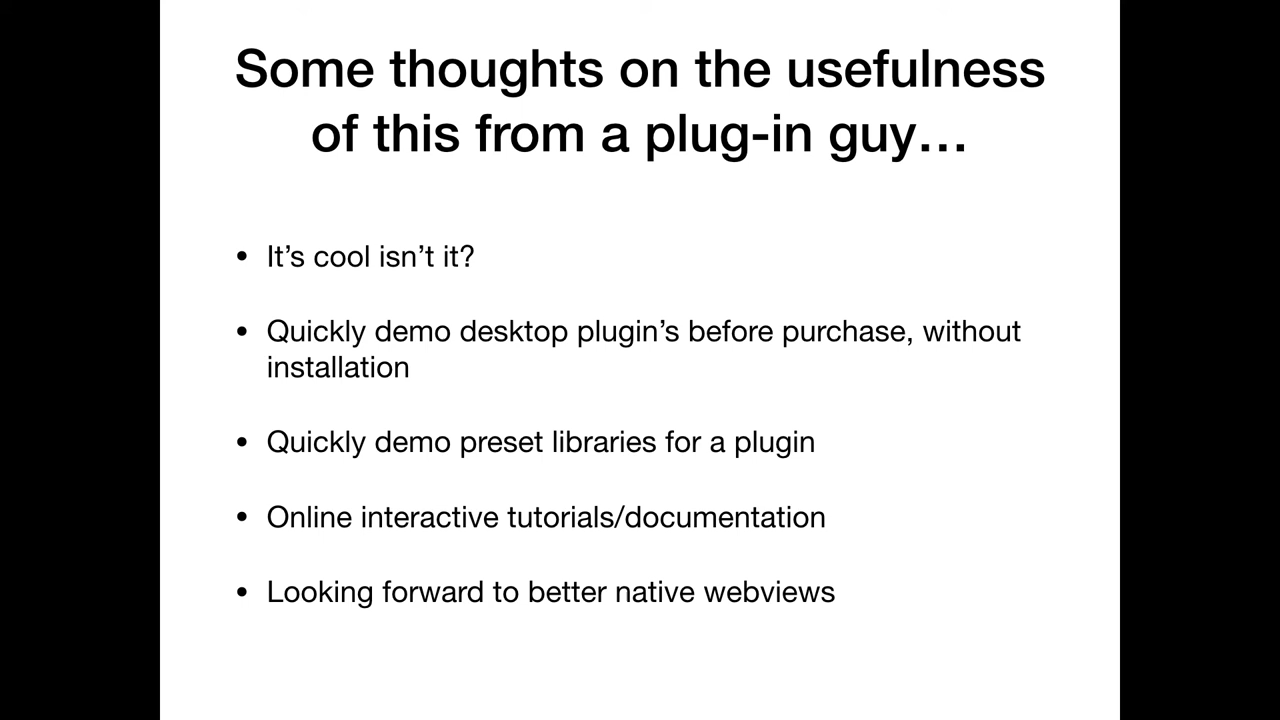 Some thoughts on the usefulness
of this from a plug-in guy…
• It’s cool isn’t it?
• Quickly demo desktop plugin’s before purchase, without
installation
• Quickly demo preset libraries for a plugin
• Online interactive tutorials/documentation
• Looking forward to better native webviews